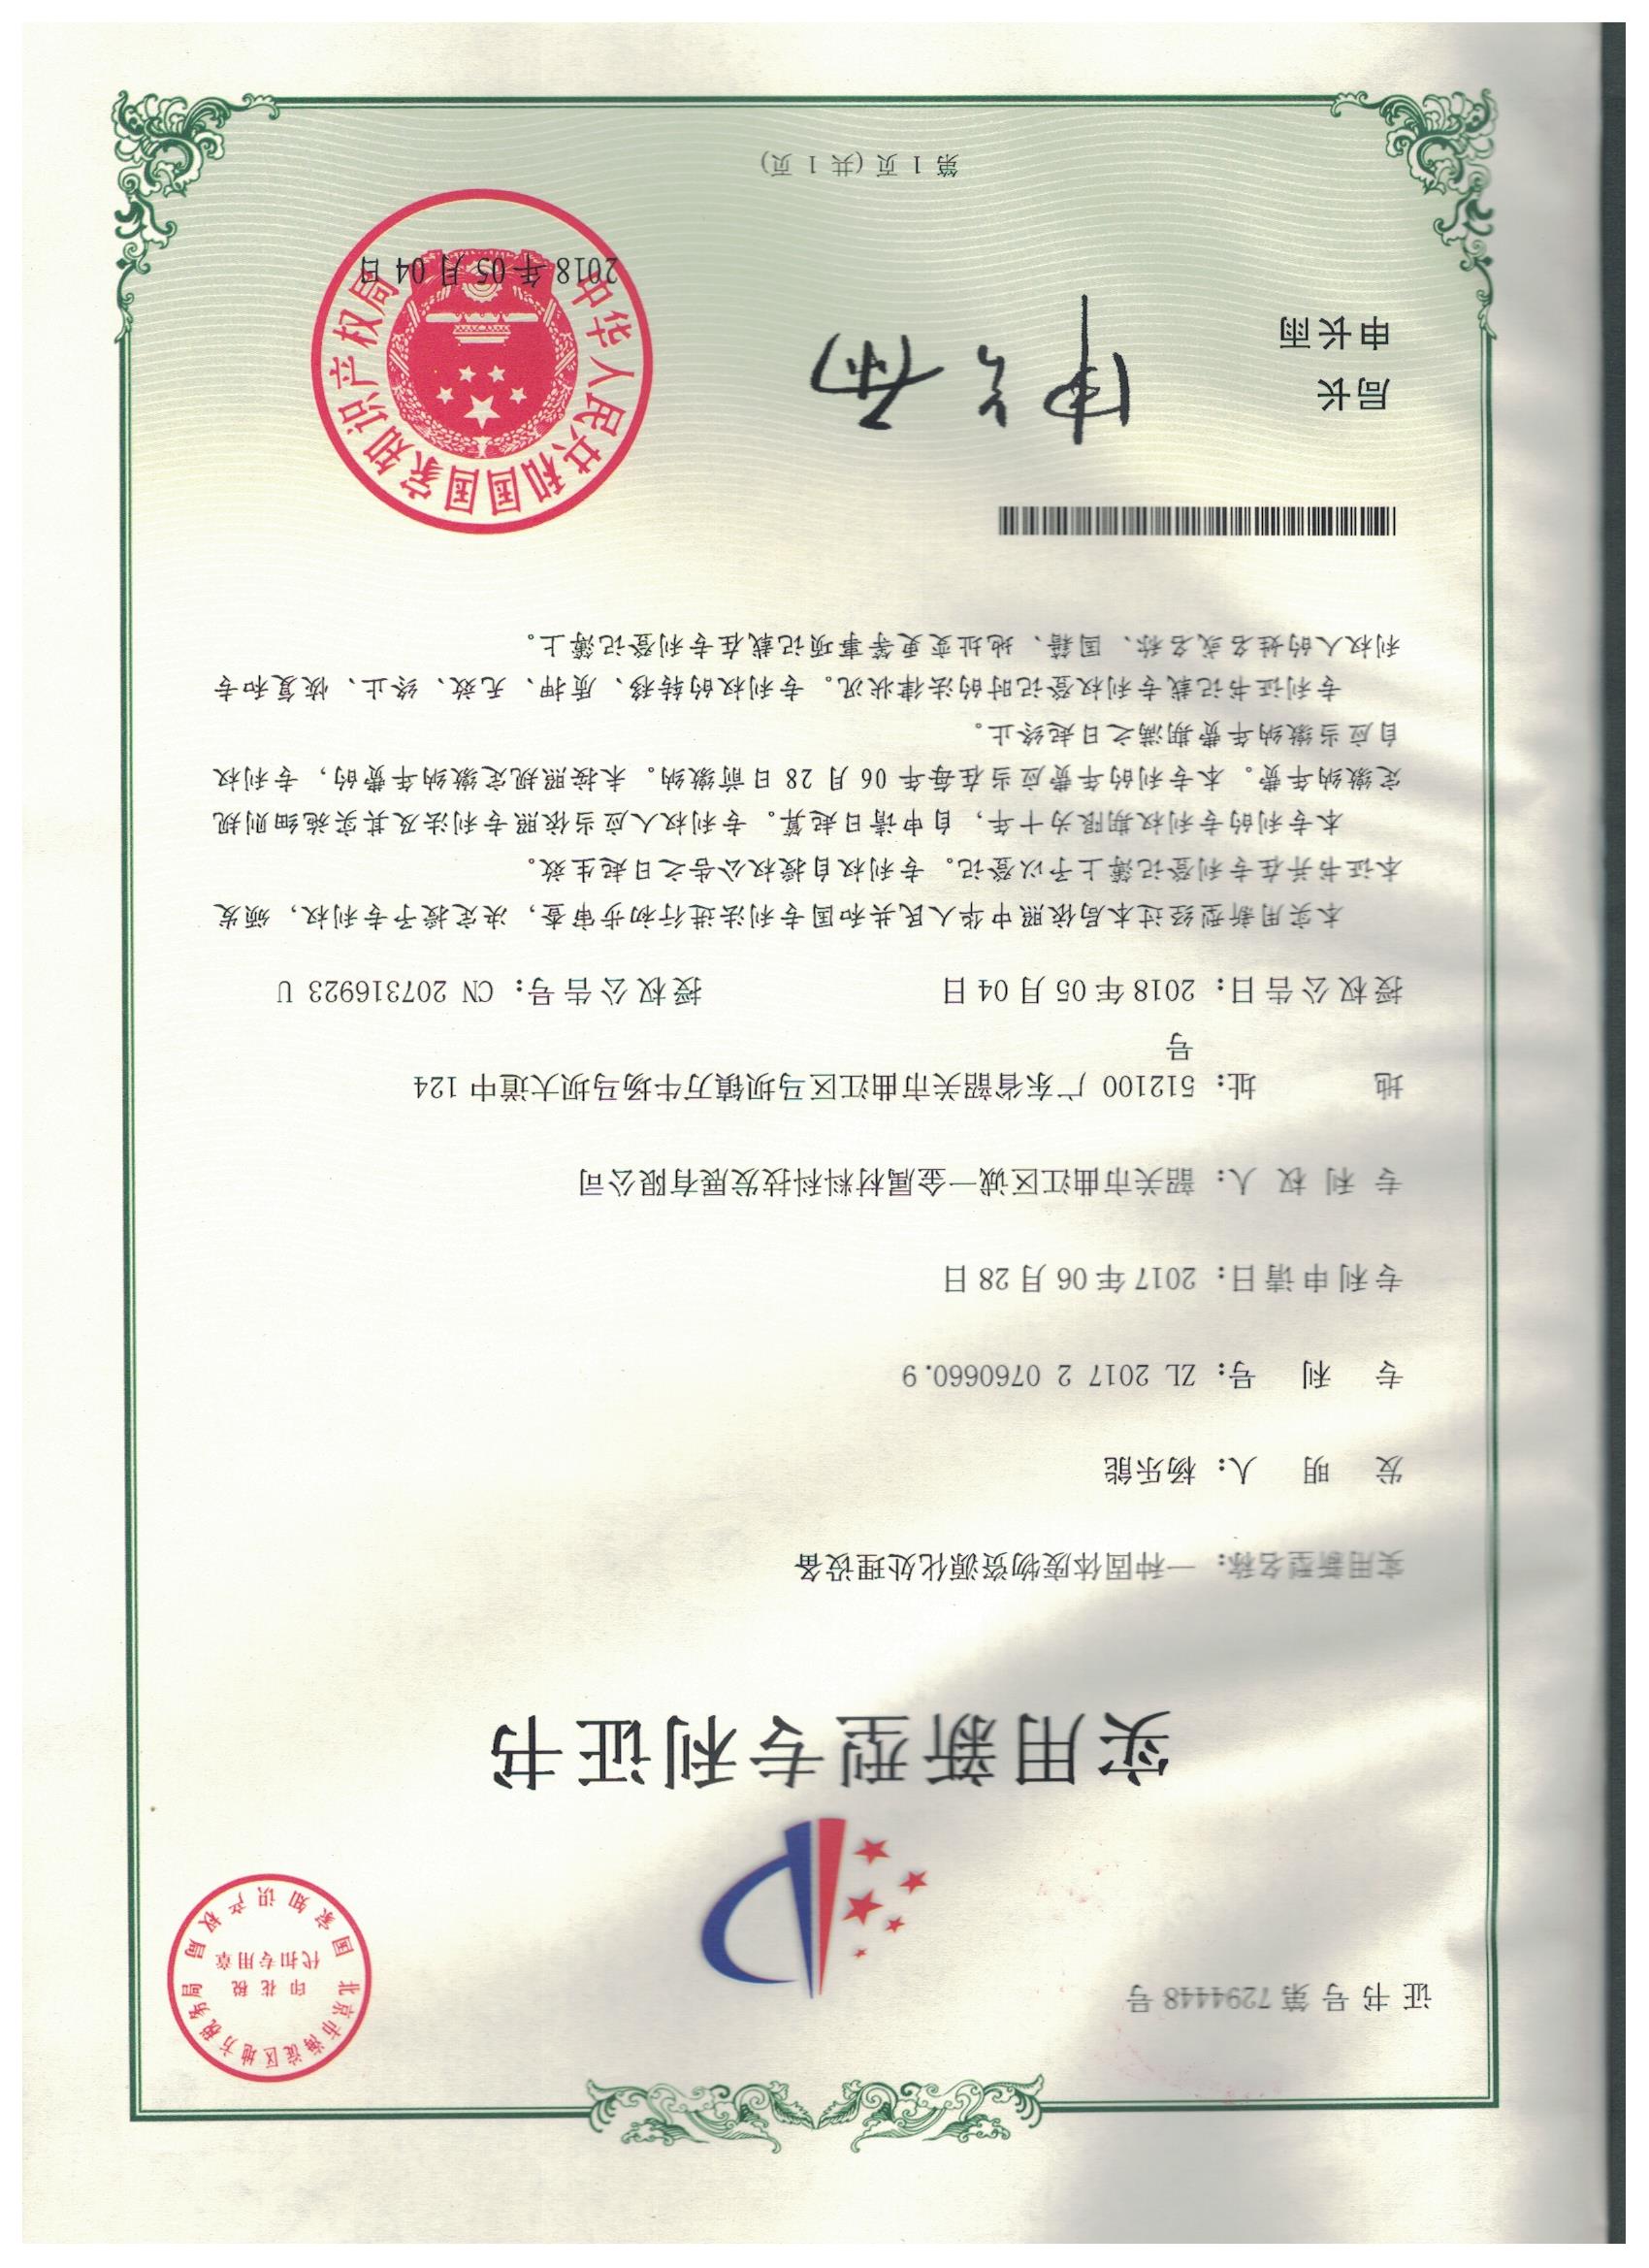 证书号第7294448号
北京市海淀区地方税务局
印花税
代扣专用章
国家知识产权局
实用新型专利证书
实用新型名称：一种固体废物资源化处理设备
发明人：杨乐能
专利号：ZL 2017 2 0760660.9
专利申请日：2017年06月28日
专利权人：韶关市曲江区诚一金属材料科技发展有限公司
地址：512100 广东省韶关市曲江区马坝镇万牛场马坝大道中 124
号
授权公告日：2018年05月04日 授权公告号：CN 207316923 U
本实用新型经过本局依照中华人民共和国专利法进行初步审查，决定授予专利权，颁发
本证书并在专利登记簿上予以登记。专利权自授权公告之日起生效。
本专利的专利权期限为十年，自申请日起算。专利权人应当依照专利法及其实施细则规
定缴纳年费。本专利的年费应当在每年06月28日前缴纳。未按照规定缴纳年费的，专利权
自应当缴纳年费期满之日起终止。
专利证书记载专利权登记时的法律状况。专利权的转移、质押、无效、终止、恢复和专
利权人的姓名或名称、国籍、地址变更等事项记载在专利登记簿上。
局长
申长雨
申长雨
中华人民共和国国家知识产权局
2018年05月04日
第 1 页 (共 1 页)